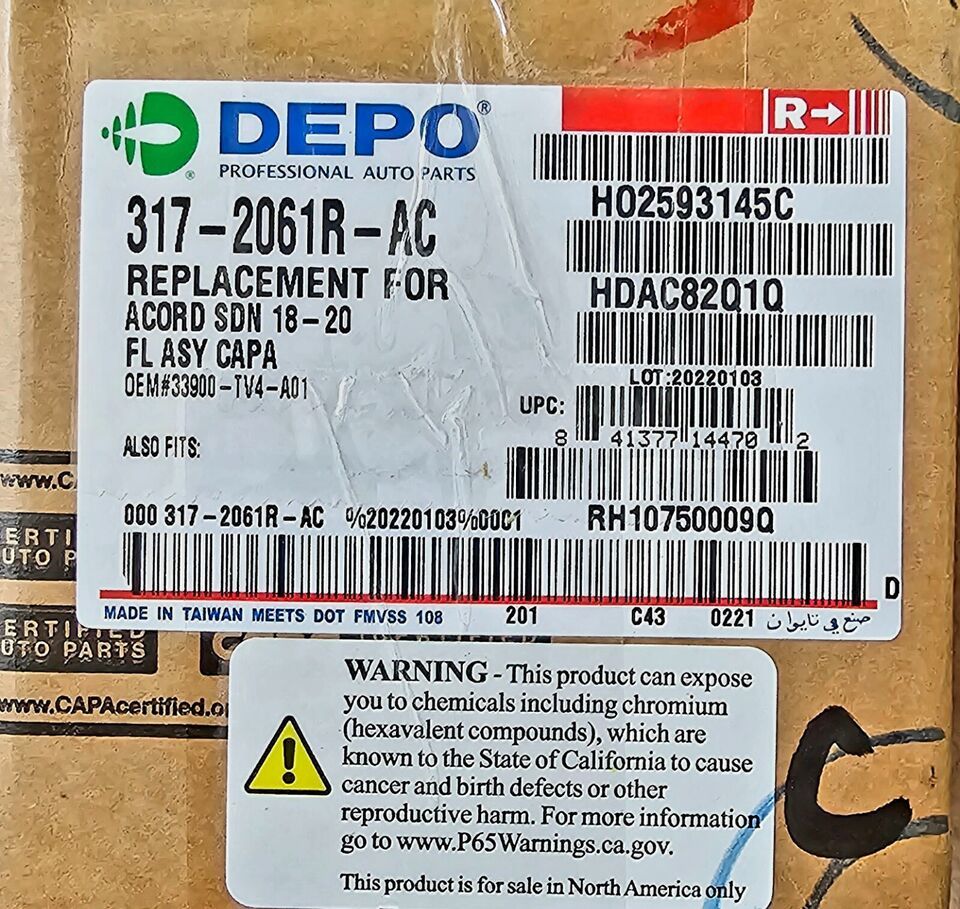 DEPO®
PROFESSIONAL AUTO PARTS
R→
317-2061R-AC
REPLACEMENT FOR
ACORD SDN 18-20
FL ASY CAPA
OEM#33900-TV4-A01
ALSO FITS:
HO2593145C
HDAC82Q1Q
LOT:20220103
UPC:
8 41377 14470 2
000 317-2061R-AC %20220103%0001
RH10750009Q
D
MADE IN TAIWAN MEETS DOT FMVSS 108 201 C43 0221 صنع في تايوان
www.C
ERTI
UTO P
ERTIFIED
UTO PARTS
www.CAPAcertified.o
WARNING - This product can expose
you to chemicals including chromium
(hexavalent compounds), which are
known to the State of California to cause
cancer and birth defects or other
reproductive harm. For more information
go to www.P65Warnings.ca.gov.
This product is for sale in North America only
C